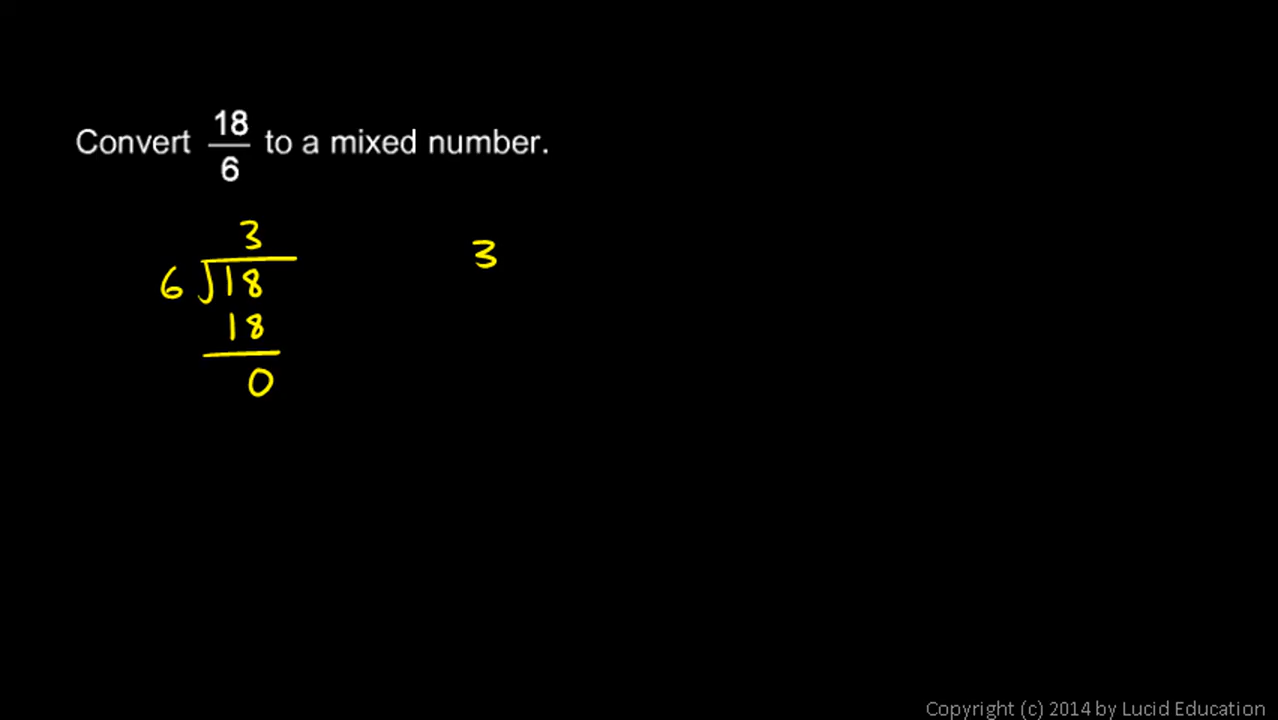 Convert 18/6 to a mixed number.
3
6 √18
18
0
3
Copyright (c) 2014 by Lucid Education